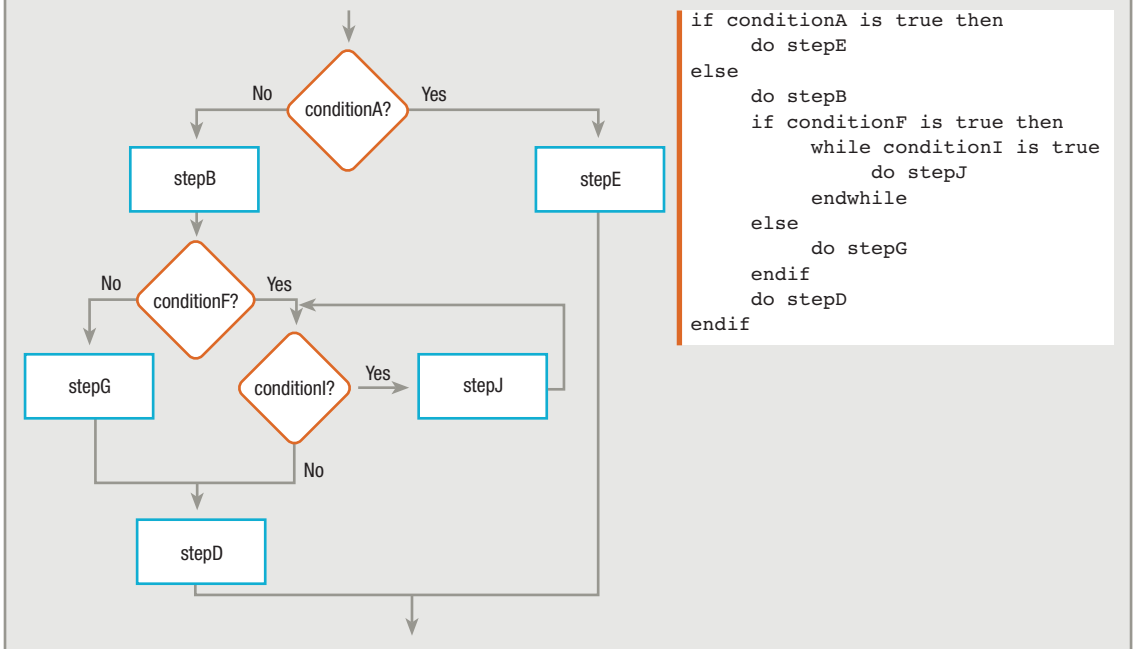 conditionA?
No
Yes
stepB
stepE
conditionF?
No
Yes
stepG
conditionI?
Yes
stepJ
No
stepD
if conditionA is true then
     do stepE
else
     do stepB
     if conditionF is true then
          while conditionI is true
               do stepJ
          endwhile
     else
          do stepG
     endif
     do stepD
endif